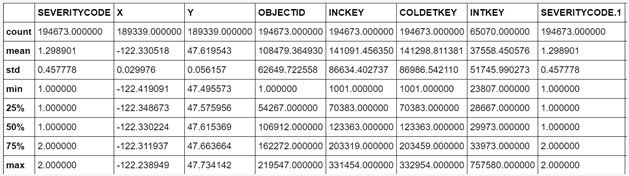 SEVERITYCODE X Y OBJECTID INCKEY COLDETKEY INTKEY SEVERITYCODE.1
count 194673.000000 189339.000000 189339.000000 194673.000000 194673.000000 194673.000000 65070.000000 194673.000000
mean 1.298901 -122.330518 47.619543 108479.364930 141091.456350 141298.811381 37558.450576 1.298901
std 0.457778 0.029976 0.056157 62649.722558 86634.402737 86986.542110 51745.990273 0.457778
min 1.000000 -122.419091 47.495573 1.000000 1001.000000 1001.000000 23807.000000 1.000000
25% 1.000000 -122.348673 47.575956 54267.000000 70383.000000 70383.000000 28667.000000 1.000000
50% 1.000000 -122.330224 47.615369 106912.000000 123363.000000 123363.000000 29973.000000 1.000000
75% 2.000000 -122.311937 47.663664 162272.000000 203319.000000 203459.000000 33973.000000 2.000000
max 2.000000 -122.238949 47.734142 219547.000000 331454.000000 332954.000000 757580.000000 2.000000